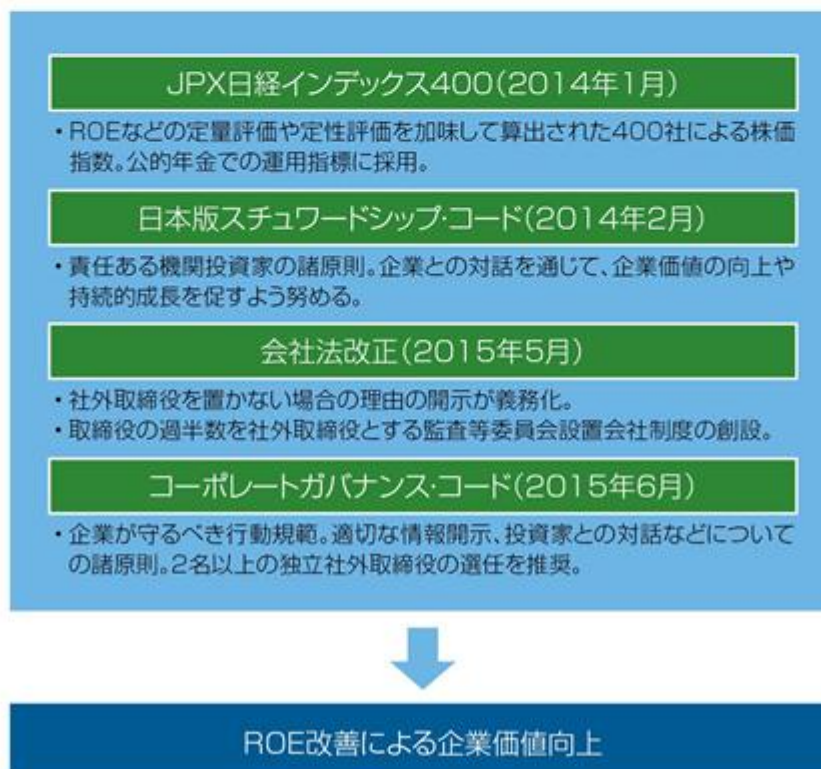 JPX日経インデックス400(2014年1月)
・ROEなどの定量評価や定性評価を加味して算出された400社による株価
指数。公的年金での運用指標に採用。
日本版スチュワードシップ・コード(2014年2月)
・責任ある機関投資家の諸原則。企業との対話を通じて、企業価値の向上や
持続的成長を促すよう努める。
会社法改正(2015年5月)
・社外取締役を置かない場合の理由の開示が義務化。
・取締役の過半数を社外取締役とする監査等委員会設置会社制度の創設。
コーポレートガバナンス・コード(2015年6月)
・企業が守るべき行動規範。適切な情報開示、投資家との対話などについて
の諸原則。2名以上の独立社外取締役の選任を推奨。
ROE改善による企業価値向上